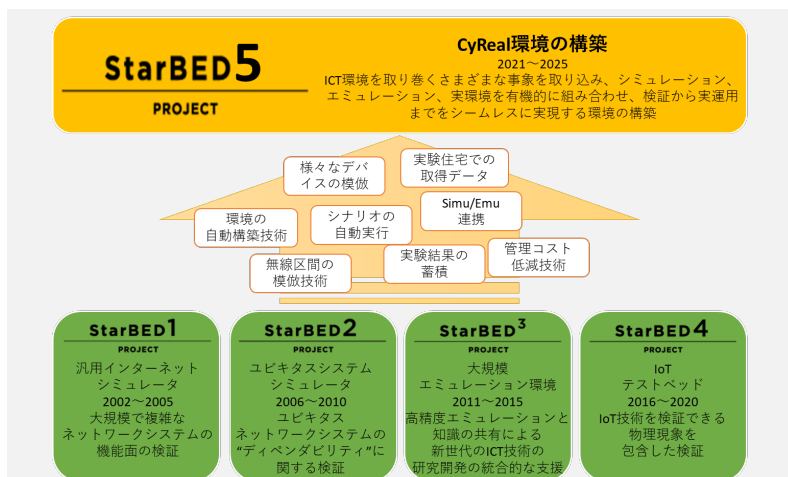 StarBED5
PROJECT
CyReal環境の構築
2021～2025
ICT環境を取り巻くさまざまな事象を取り込み、シミュレーション、
エミュレーション、実環境を有機的に組み合わせ、検証から実運用
までをシームレスに実現する環境の構築
様々なデバ
イスの模倣
実験住宅での
取得データ
環境の
自動構築技術
シナリオの
自動実行
Simu/Emu
連携
無線区間の
模倣技術
実験結果の
蓄積
管理コスト
低減技術
StarBED1
PROJECT
汎用インターネット
シミュレータ
2002～2005
大規模で複雑な
ネットワークシステムの
機能面の検証
StarBED2
PROJECT
ユビキタスシステム
シミュレータ
2006～2010
ユビキタス
ネットワークシステムの
“ディペンダビリティ”に
関する検証
StarBED³
PROJECT
大規模
エミュレーション環境
2011～2015
高精度エミュレーションと
知識の共有による
新世代のICT技術の
研究開発の統合的な支援
StarBED4
PROJECT
IoT
テストベッド
2016～2020
IoT技術を検証できる
物理現象を
包含した検証